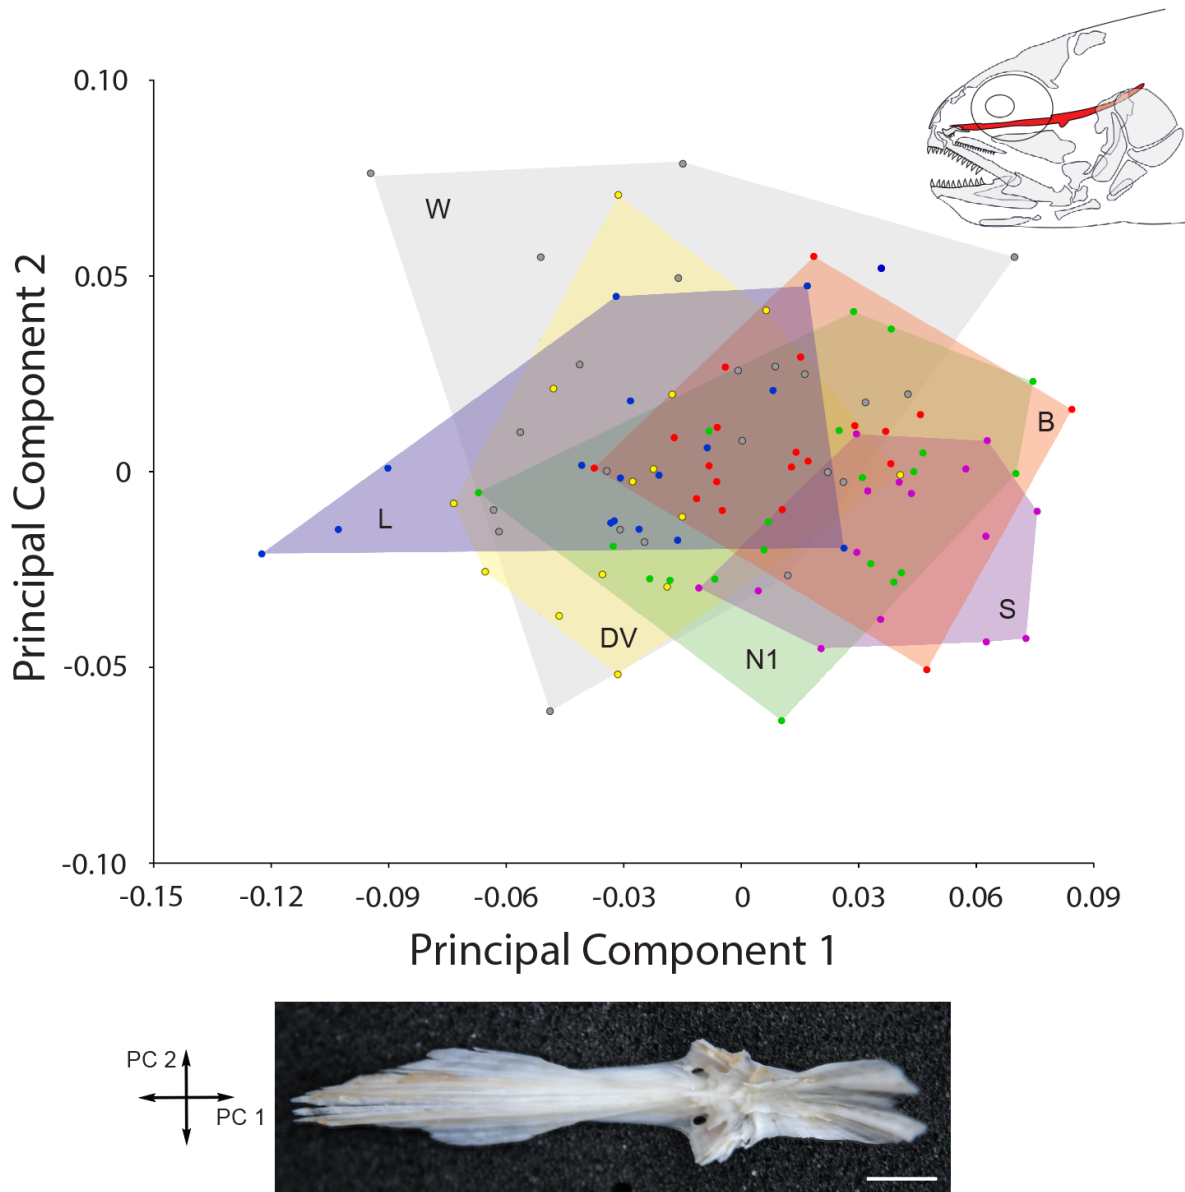 0.10
0.05
0
-0.05
-0.10
Principal Component 2
W
L
DV
N1
B
S
-0.15 -0.12 -0.09 -0.06 -0.03 0 0.03 0.06 0.09
Principal Component 1
PC 2
PC 1